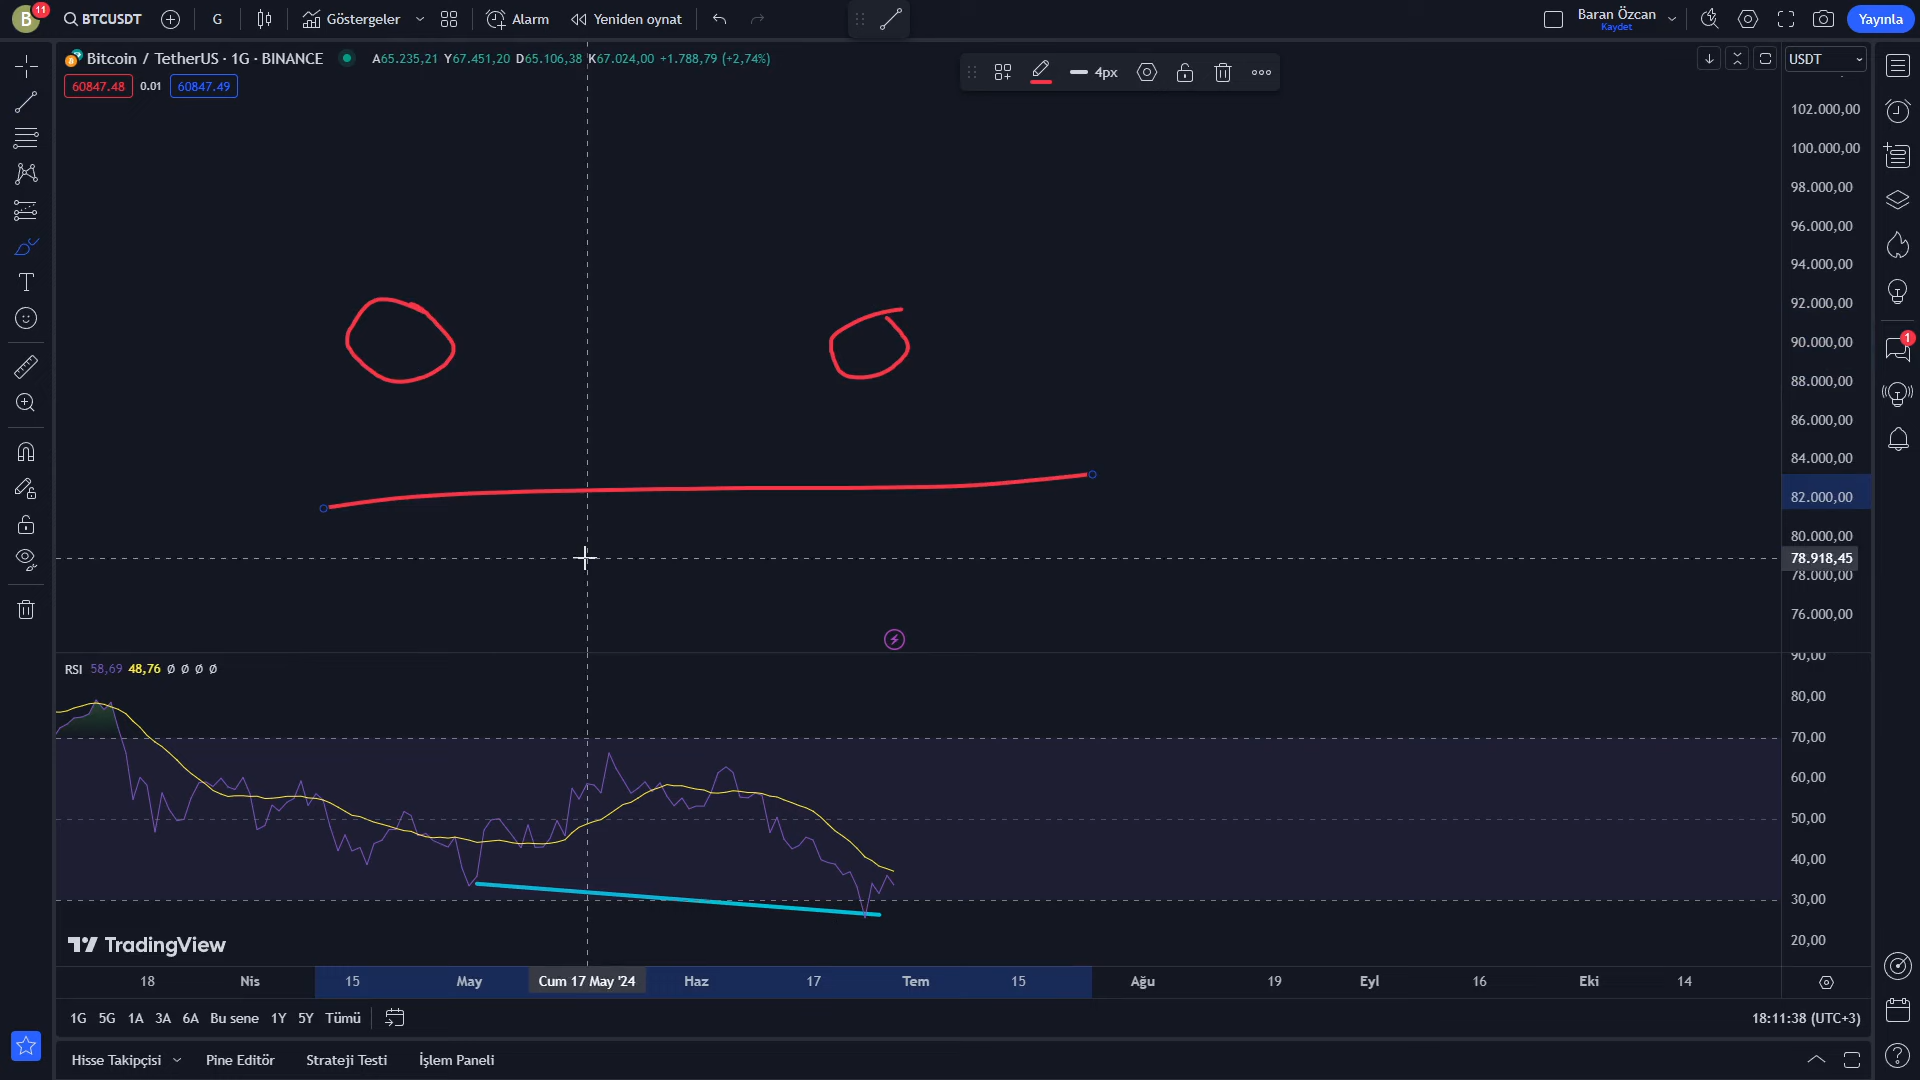 B 11 BTCUSDT G Göstergeler Alarm Yeniden oynat Baran Özcan Kaydet Yayınla
Bitcoin / TetherUS · 1G · BINANCE A65.235,21 Y67.451,20 D65.106,38 K67.024,00 +1.788,79 (+2,74%)
60847.48 0.01 60847.49
4px
USDT
102.000,00
100.000,00
98.000,00
96.000,00
94.000,00
92.000,00
90.000,00
88.000,00
86.000,00
84.000,00
82.000,00
80.000,00
78.918,45
78.000,00
76.000,00
1
RSI 58,69 48,76 Ø Ø Ø Ø
90,00
80,00
70,00
60,00
50,00
40,00
30,00
20,00
TradingView
18 Nis 15 May Cum 17 May '24 Haz 17 Tem 15 Ağu 19 Eyl 16 Eki 14
1G 5G 1A 3A 6A Bu sene 1Y 5Y Tümü 18:11:38 (UTC+3)
Hisse Takipçisi Pine Editör Strateji Testi İşlem Paneli